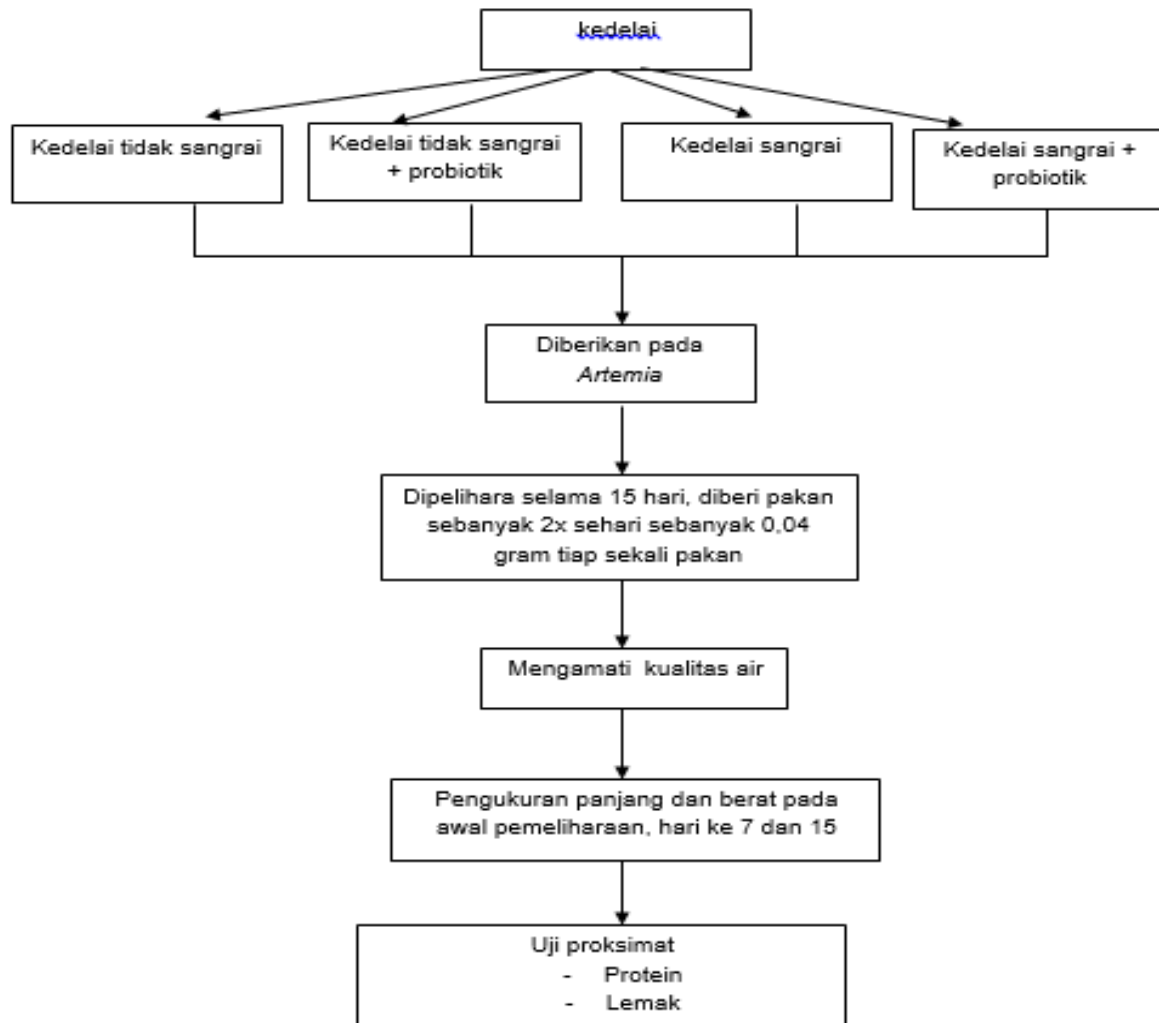 kedelai
Kedelai tidak sangrai
Kedelai tidak sangrai
+ probiotik
Kedelai sangrai
Kedelai sangrai +
probiotik
Diberikan pada
Artemia
Dipelihara selama 15 hari, diberi pakan
sebanyak 2x sehari sebanyak 0,04
gram tiap sekali pakan
Mengamati kualitas air
Pengukuran panjang dan berat pada
awal pemeliharaan, hari ke 7 dan 15
Uji proksimat
- Protein
- Lemak